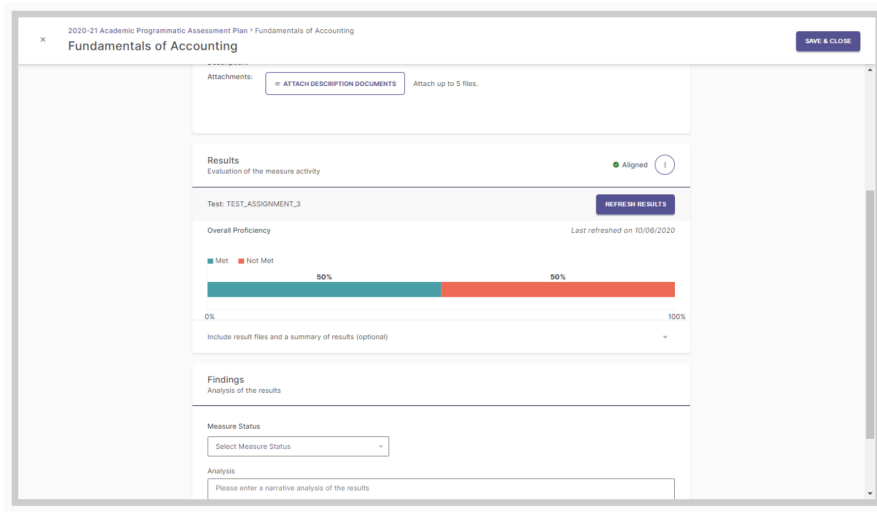 2020-21 Academic Programmatic Assessment Plan > Fundamentals of Accounting
Fundamentals of Accounting
SAVE & CLOSE
Attachments:
ATTACH DESCRIPTION DOCUMENTS
Attach up to 5 files.
Results
Evaluation of the measure activity
Aligned
Test: TEST_ASSIGNMENT_3
REFRESH RESULTS
Overall Proficiency
Last refreshed on 10/06/2020
Met
Not Met
50%
50%
0%
100%
Include result files and a summary of results (optional)
Findings
Analysis of the results
Measure Status
Select Measure Status
Analysis
Please enter a narrative analysis of the results